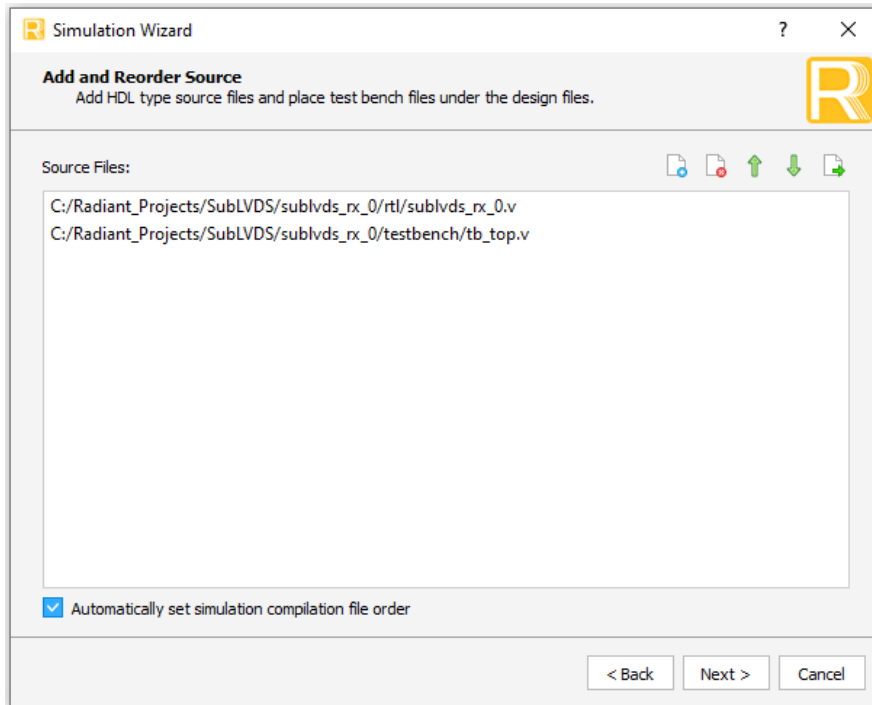 Simulation Wizard
Add and Reorder Source
Add HDL type source files and place test bench files under the design files.
Source Files:
C:/Radiant_Projects/SubLVDS/sublvds_rx_0/rtl/sublvds_rx_0.v
C:/Radiant_Projects/SubLVDS/sublvds_rx_0/testbench/tb_top.v
Automatically set simulation compilation file order
< Back Next > Cancel